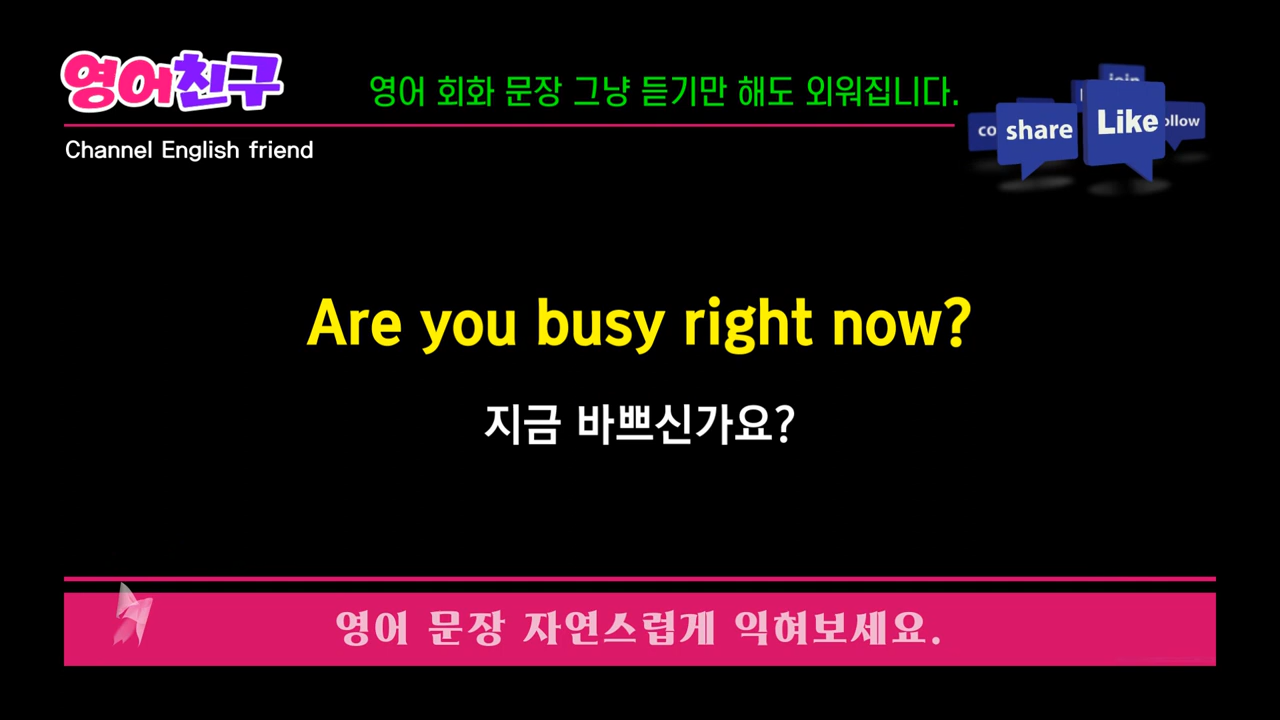 영어친구
영어 회화 문장 그냥 듣기만 해도 외워집니다.
Channel English friend
join
share
Like
Are you busy right now?
지금 바쁘신가요?
영어 문장 자연스럽게 익혀보세요.